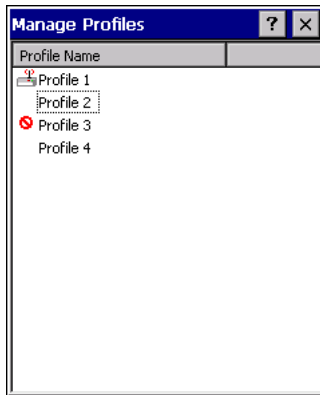 Manage Profiles ? ×
Profile Name
Profile 1
Profile 2
Profile 3
Profile 4